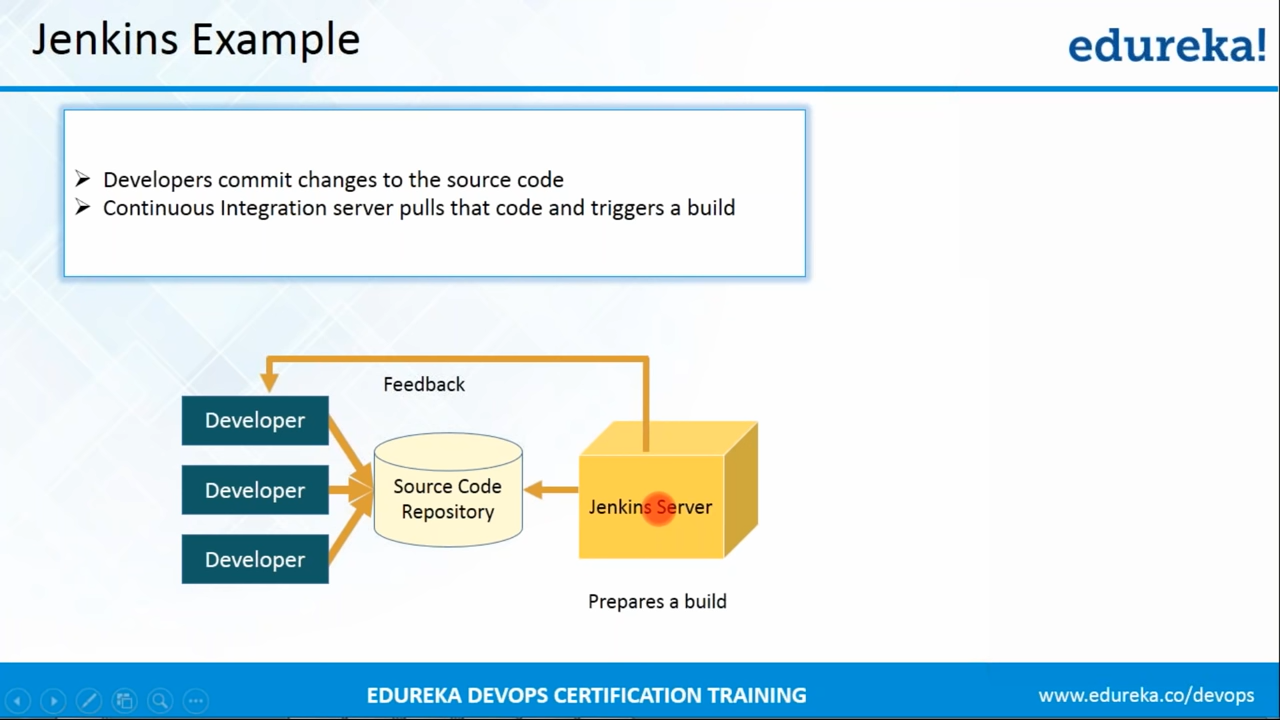 Jenkins Example
edureka!
Developers commit changes to the source code
Continuous Integration server pulls that code and triggers a build
Feedback
Developer
Developer
Developer
Source Code
Repository
Jenkins Server
Prepares a build
EDUREKA DEVOPS CERTIFICATION TRAINING
www.edureka.co/devops